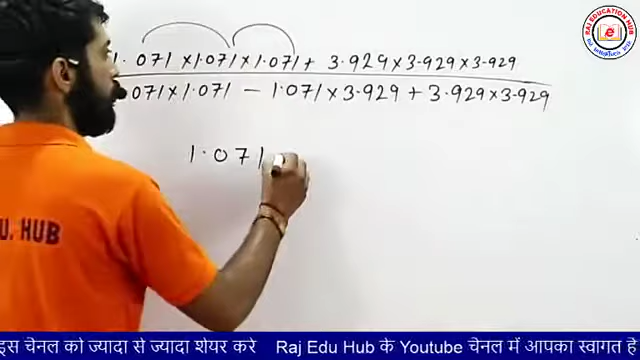 RAJ EDUCATION HUB
1.071×1.071×1.071+ 3.929×3.929×3.929
071×1.071 - 1.071×3.929 + 3.929×3.929
1.071
U. HUB
इस चेनल को ज्यादा से ज्यादा शेयर करे Raj Edu Hub के Youtube चेनल में आपका स्वागत है